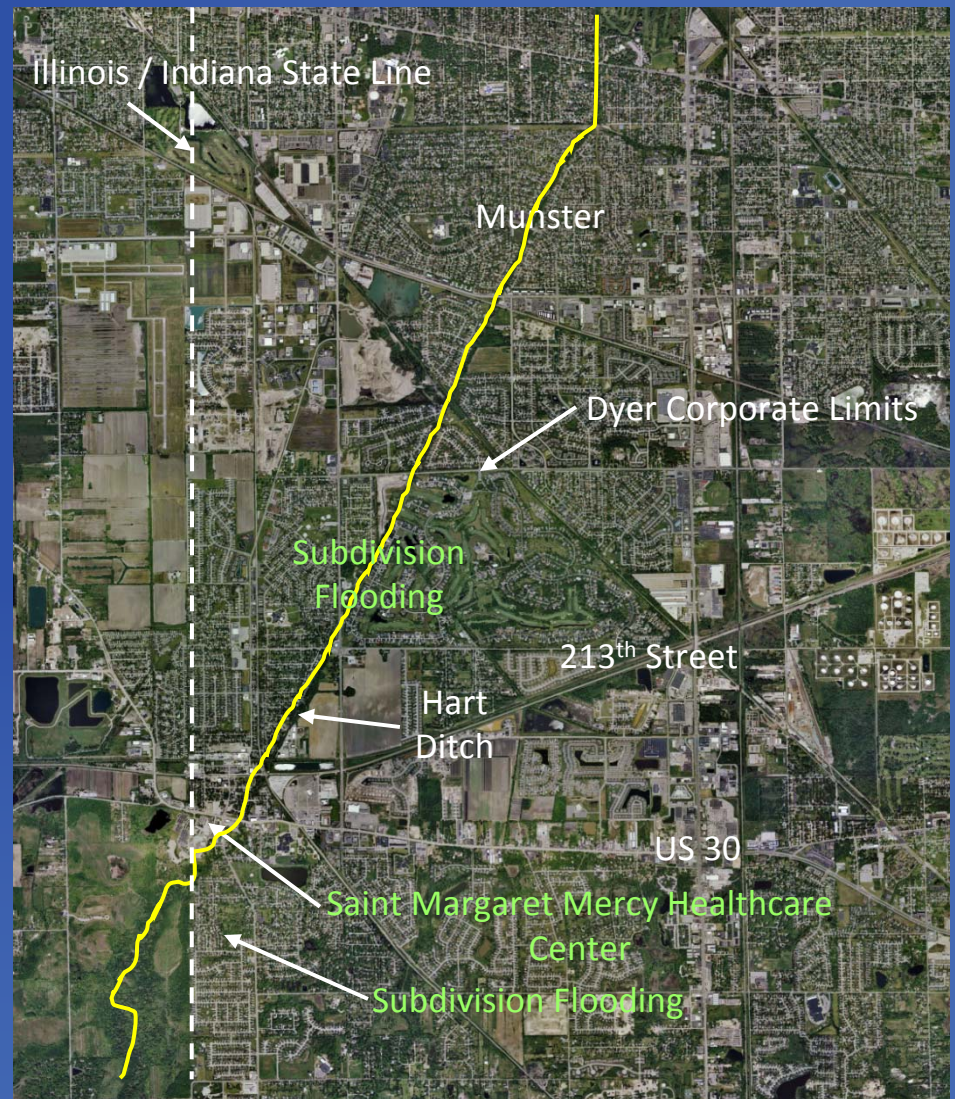 Illinois / Indiana State Line
Munster
Dyer Corporate Limits
Subdivision
Flooding
213th Street
Hart
Ditch
US 30
Saint Margaret Mercy Healthcare
Center
Subdivision Flooding